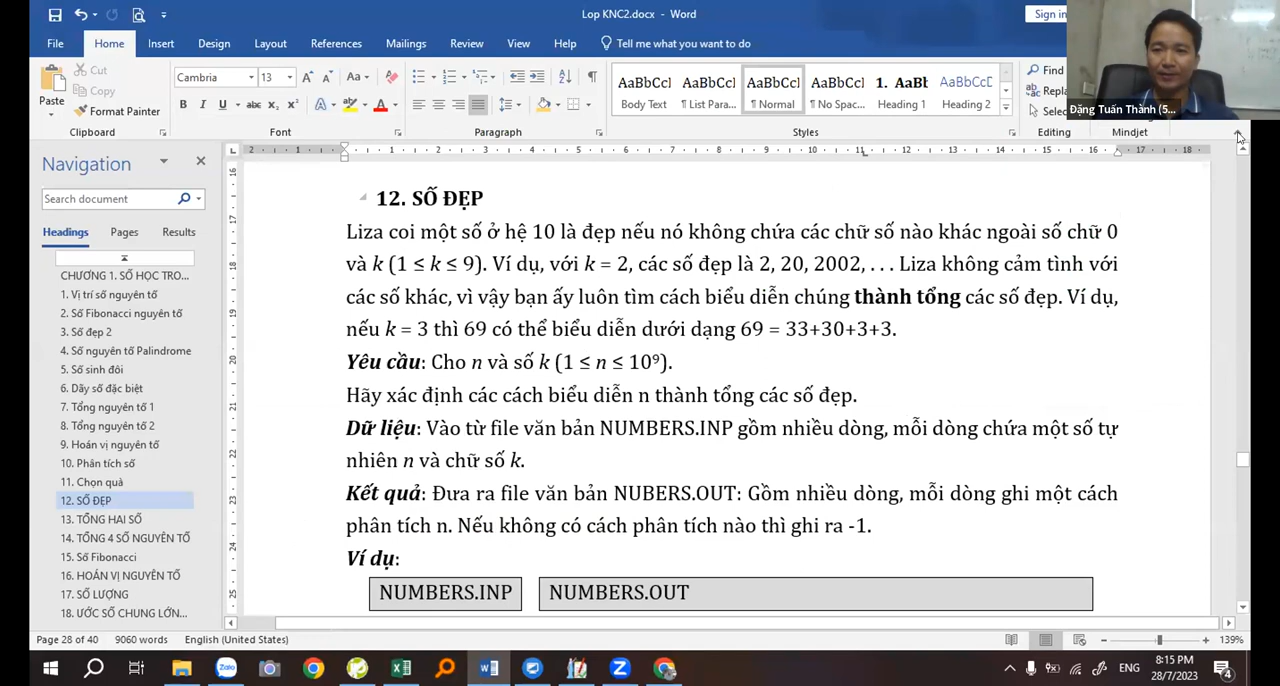 Lop KNC2.docx - Word
Sign in
File Home Insert Design Layout References Mailings Review View Help Tell me what you want to do
Paste
Cut
Copy
Format Painter
Clipboard
Cambria 13
Font
Paragraph
AaBbCcI AaBbCcI AaBbCcI AaBbCcI 1. AaBb AaBbCcD
Body Text ¶ List Para... ¶ Normal ¶ No Spac... Heading 1 Heading 2
Styles
Find
Editing
Mindjet
Đặng Tuấn Thành (5...
Navigation
Search document
Headings Pages Results
CHƯƠNG 1. SỐ HỌC TRO...
1. Vị trí số nguyên tố
2. Số Fibonacci nguyên tố
3. Số đẹp 2
4. Số nguyên tố Palindrome
5. Số sinh đôi
6. Dãy số đặc biệt
7. Tổng nguyên tố 1
8. Tổng nguyên tố 2
9. Hoán vị nguyên tố
10. Phân tích số
11. Chọn quà
12. SỐ ĐẸP
13. TỔNG HAI SỐ
14. TỔNG 4 SỐ NGUYÊN TỐ
15. Số Fibonacci
16. HOÁN VỊ NGUYÊN TỐ
17. SỐ LƯỢNG
18. ƯỚC SỐ CHUNG LỚN...
12. SỐ ĐẸP
Liza coi một số ở hệ 10 là đẹp nếu nó không chứa các chữ số nào khác ngoài số chữ 0
và k (1 ≤ k ≤ 9). Ví dụ, với k = 2, các số đẹp là 2, 20, 2002, . . . Liza không cảm tình với
các số khác, vì vậy bạn ấy luôn tìm cách biểu diễn chúng thành tổng các số đẹp. Ví dụ,
nếu k = 3 thì 69 có thể biểu diễn dưới dạng 69 = 33+30+3+3.
Yêu cầu: Cho n và số k (1 ≤ n ≤ 10⁹).
Hãy xác định các cách biểu diễn n thành tổng các số đẹp.
Dữ liệu: Vào từ file văn bản NUMBERS.INP gồm nhiều dòng, mỗi dòng chứa một số tự
nhiên n và chữ số k.
Kết quả: Đưa ra file văn bản NUBERS.OUT: Gồm nhiều dòng, mỗi dòng ghi một cách
phân tích n. Nếu không có cách phân tích nào thì ghi ra -1.
Ví dụ:
NUMBERS.INP NUMBERS.OUT
Page 28 of 40 9060 words English (United States)
139%
ENG
8:15 PM
28/7/2023